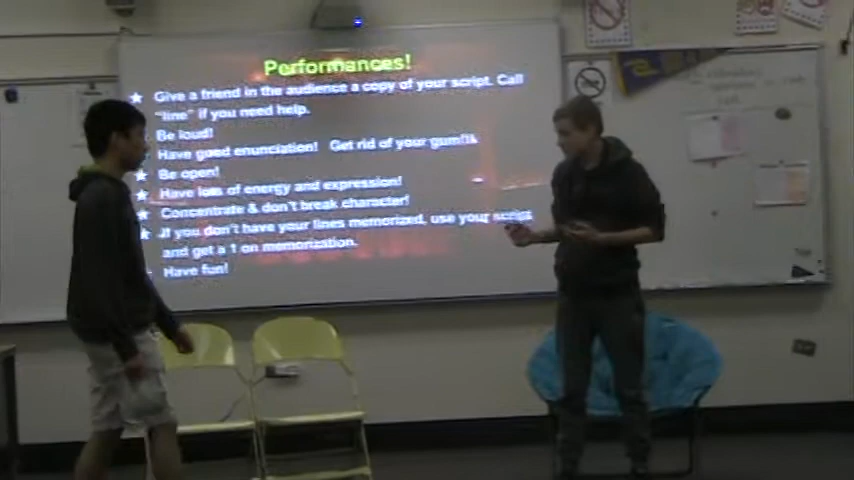 Performances!
Give a friend in the audience a copy of your script. Call
"line" if you need help.
Be loud!
Have good enunciation! Get rid of your gum!!!
Be open!
Have lots of energy and expression!
Concentrate & don't break character!
If you don't have your lines memorized, use your script
and get a 1 on memorization.
Have fun!